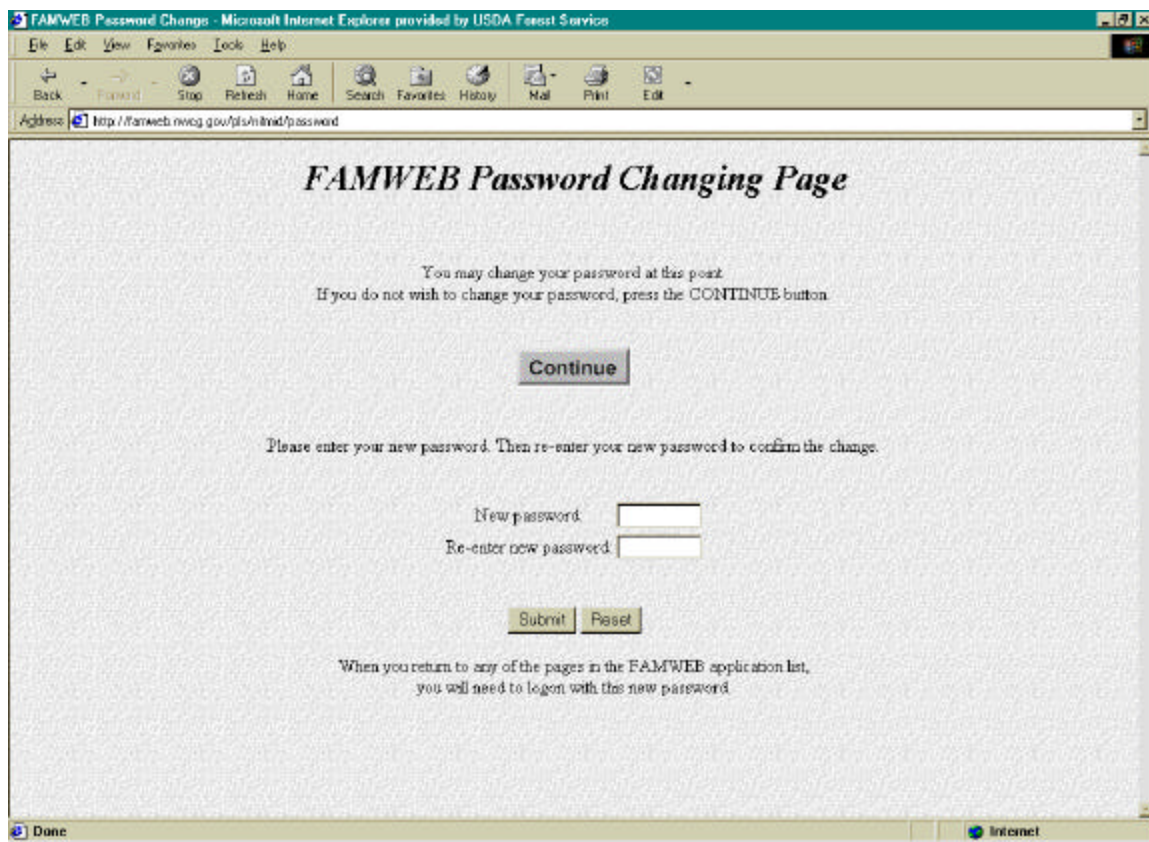 FAMWEB Password Change - Microsoft Internet Explorer provided by USDA Forest Service
File Edit View Favorites Tools Help
Back Forward Stop Refresh Home Search Favorites History Mail Print Edit
Address http://famweb.nwcg.gov/pls/nitmid/password
FAMWEB Password Changing Page
You may change your password at this point
If you do not wish to change your password, press the CONTINUE button
Continue
Please enter your new password. Then re-enter your new password to confirm the change.
New password
Re-enter new password:
Submit Reset
When you return to any of the pages in the FAMWEB application list,
you will need to logon with this new password
Done Internet